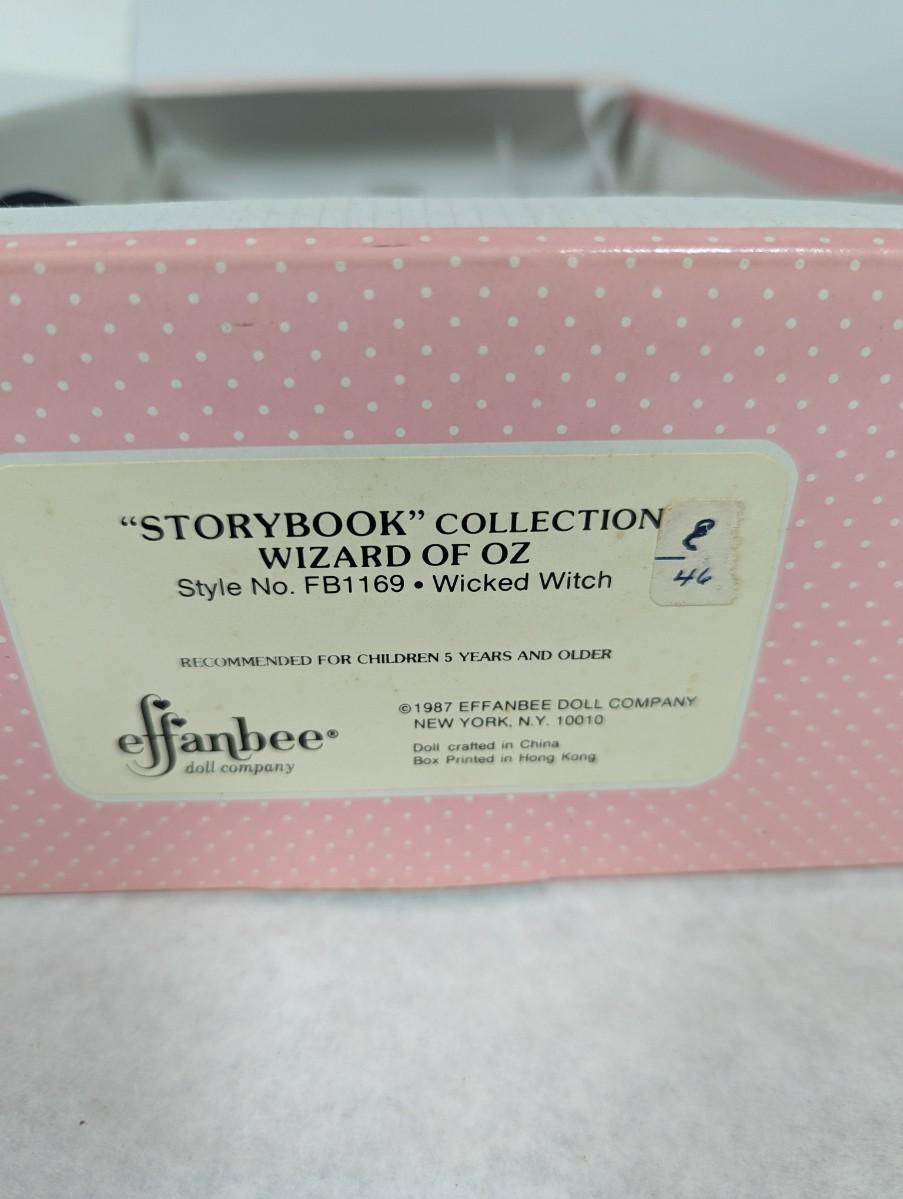 “STORYBOOK” COLLECTION
WIZARD OF OZ
Style No. FB1169 • Wicked Witch
46
RECOMMENDED FOR CHILDREN 5 YEARS AND OLDER
effanbee®
doll company
©1987 EFFANBEE DOLL COMPANY
NEW YORK, N.Y. 10010
Doll crafted in China
Box Printed in Hong Kong